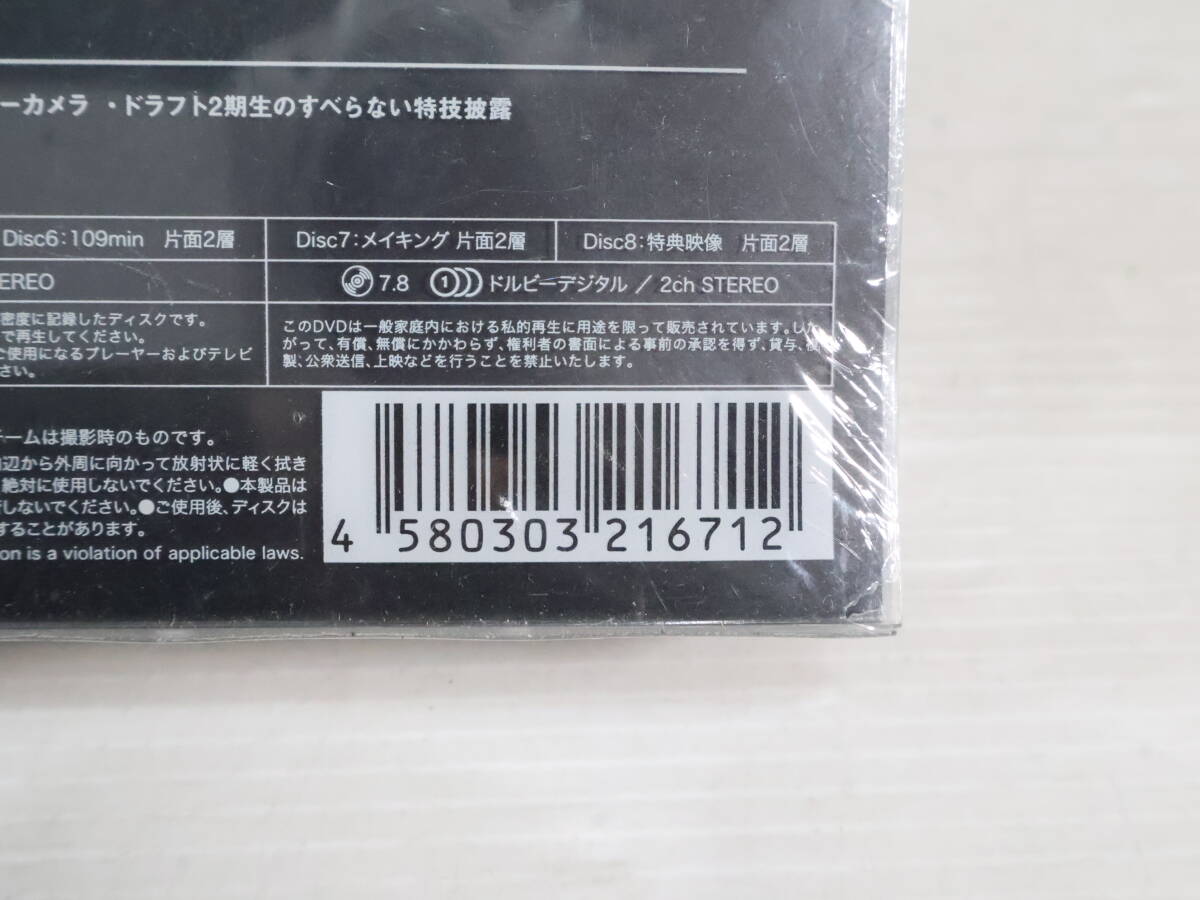 ーカメラ ・ドラフト2期生のすべらない特技披露
Disc6：109min 片面2層
Disc7：メイキング 片面2層
Disc8：特典映像 片面2層
EREO
7.8 1 ドルビーデジタル / 2ch STEREO
密度に記録したディスクです。
で再生してください。
ご使用になるプレーヤーおよびテレビ
さい。
このDVDは一般家庭内における私的再生に用途を限って販売されています。した
がって、有償、無償にかかわらず、権利者の書面による事前の承認を得ず、貸与、複
製、公衆送信、上映などを行うことを禁止いたします。
チームは撮影時のものです。
辺から外周に向かって放射状に軽く拭き
絶対に使用しないでください。●本製品は
しないでください。●ご使用後、ディスクは
することがあります。
on is a violation of applicable laws.
4 580303 216712